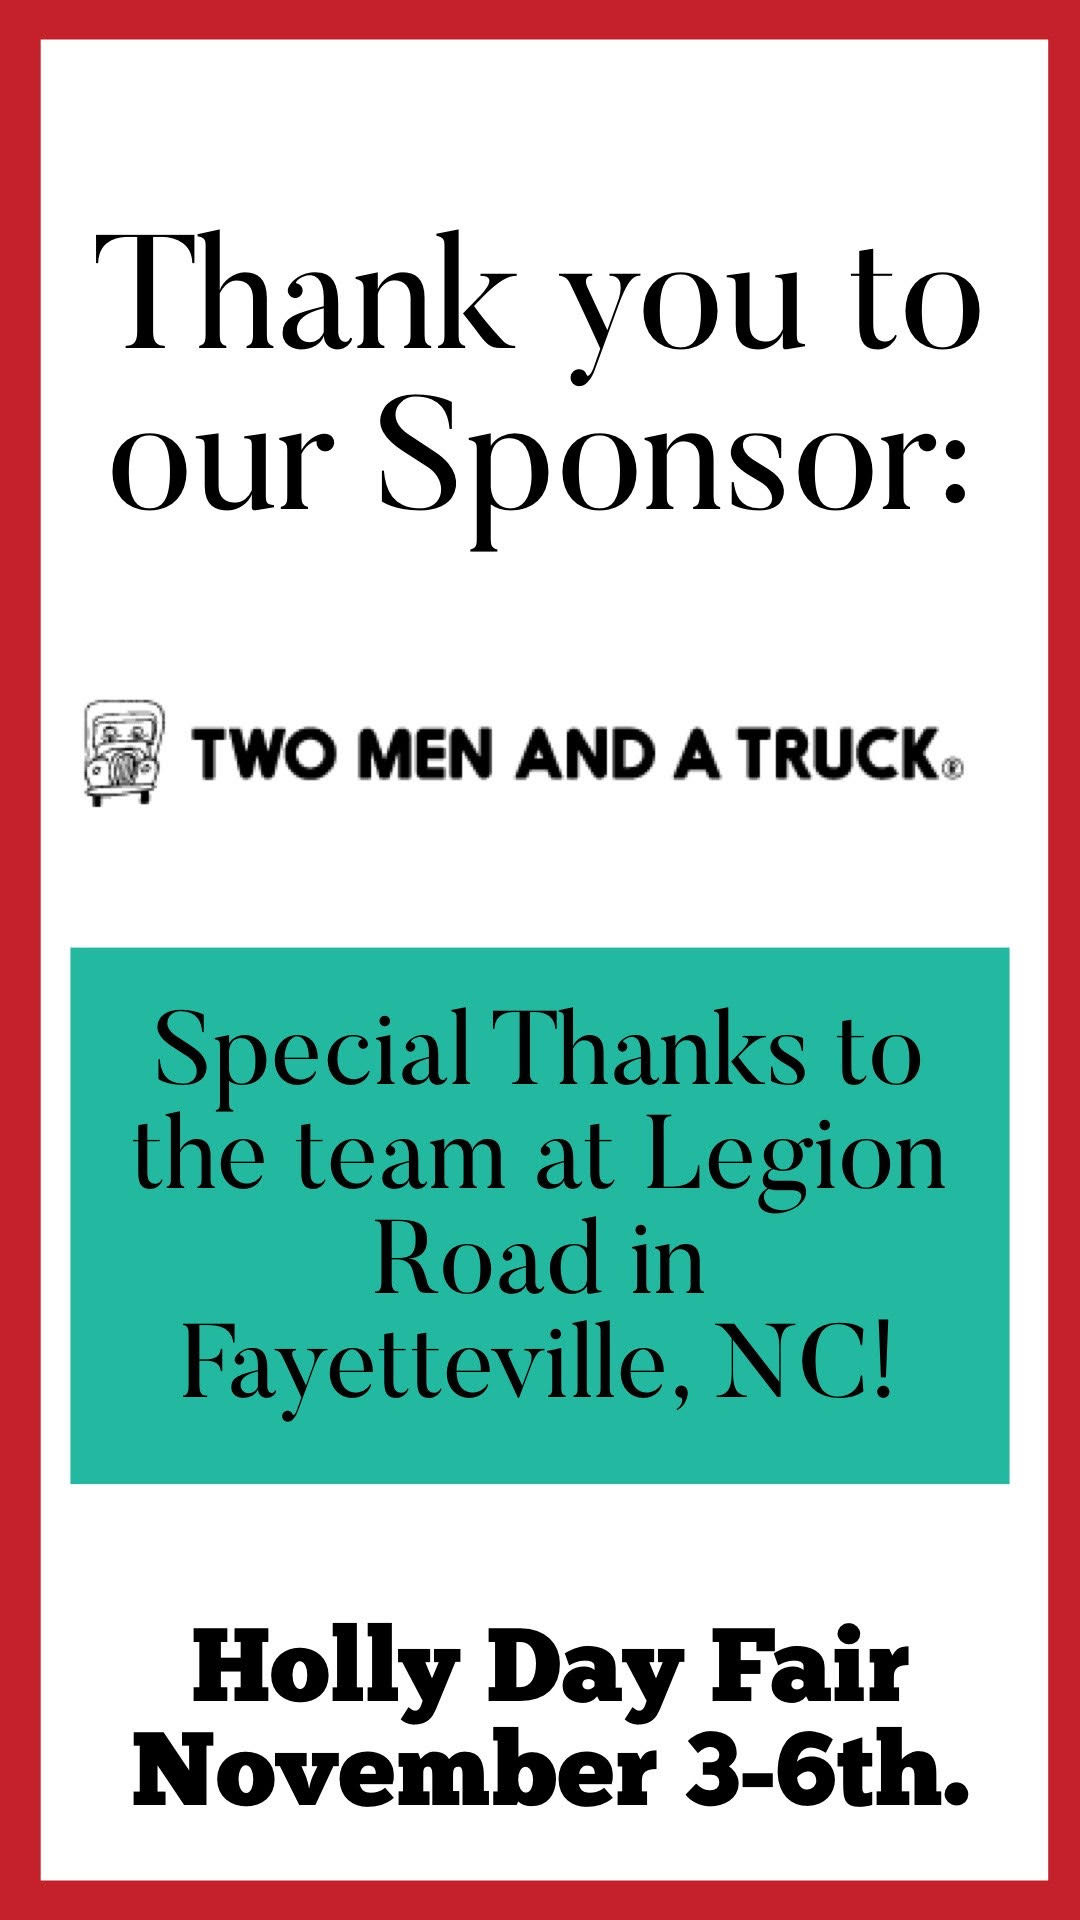 Thank you to
our Sponsor:
TWO MEN AND A TRUCK®
Special Thanks to
the team at Legion
Road in
Fayetteville, NC!
Holly Day Fair
November 3-6th.